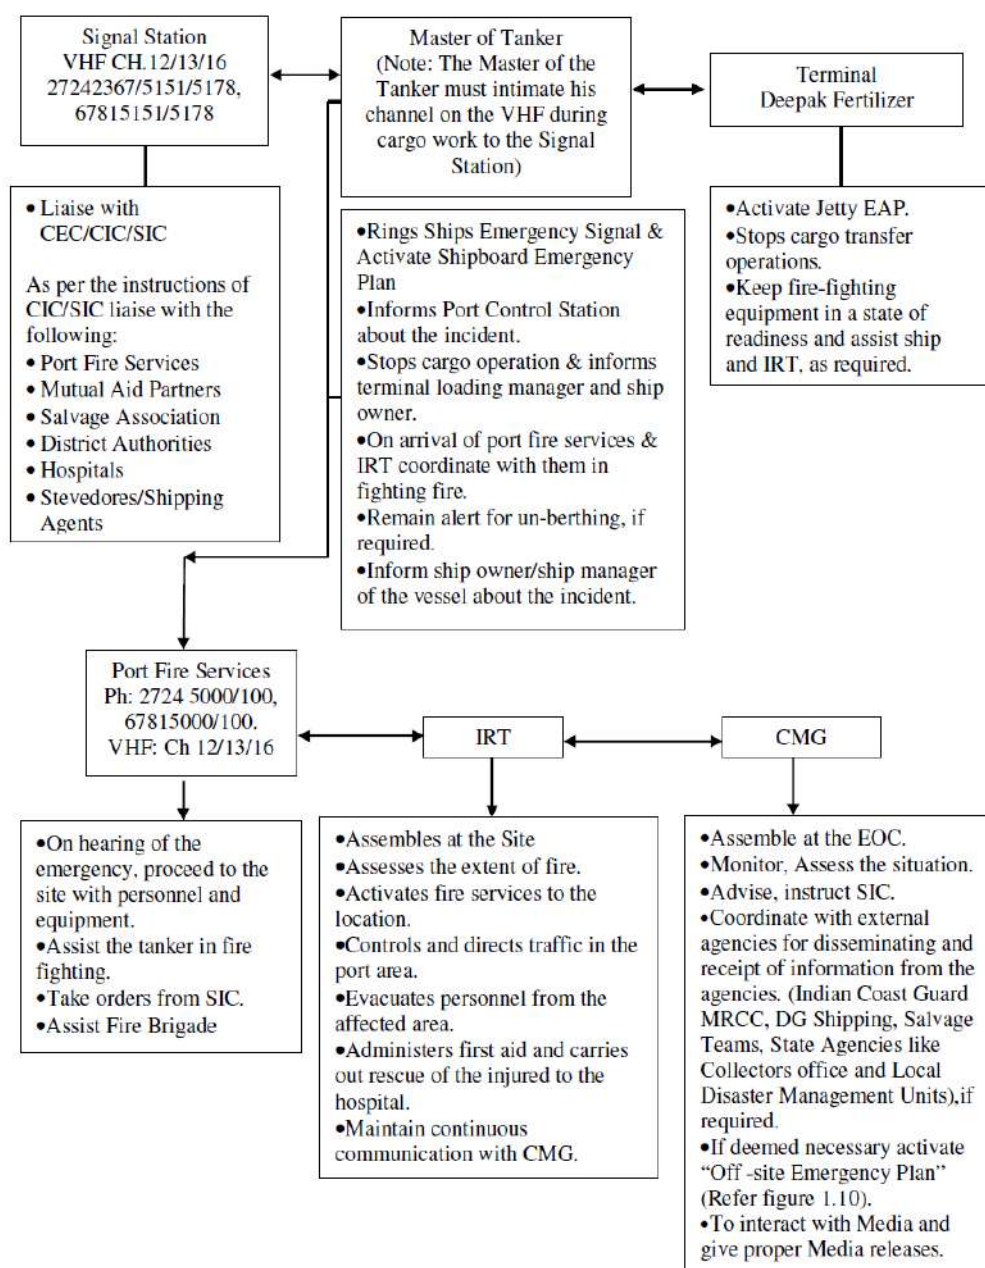 Signal Station
VHF CH.12/13/16
27242367/5151/5178,
67815151/5178
Master of Tanker
(Note: The Master of the
Tanker must intimate his
channel on the VHF during
cargo work to the Signal
Station)
Terminal
Deepak Fertilizer
• Liaise with
CEC/CIC/SIC
As per the instructions of
CIC/SIC liaise with the
following:
• Port Fire Services
• Mutual Aid Partners
• Salvage Association
• District Authorities
• Hospitals
• Stevedores/Shipping
Agents
•Rings Ships Emergency Signal &
Activate Shipboard Emergency
Plan
•Informs Port Control Station
about the incident.
•Stops cargo operation & informs
terminal loading manager and ship
owner.
•On arrival of port fire services &
IRT coordinate with them in
fighting fire.
•Remain alert for un-berthing, if
required.
•Inform ship owner/ship manager
of the vessel about the incident.
•Activate Jetty EAP.
•Stops cargo transfer
operations.
•Keep fire-fighting
equipment in a state of
readiness and assist ship
and IRT, as required.
Port Fire Services
Ph: 2724 5000/100,
67815000/100.
VHF: Ch 12/13/16
IRT
CMG
•On hearing of the
emergency, proceed to the
site with personnel and
equipment.
•Assist the tanker in fire
fighting.
•Take orders from SIC.
•Assist Fire Brigade
•Assembles at the Site
•Assesses the extent of fire.
•Activates fire services to the
location.
•Controls and directs traffic in the
port area.
•Evacuates personnel from the
affected area.
•Administers first aid and carries
out rescue of the injured to the
hospital.
•Maintain continuous
communication with CMG.
•Assemble at the EOC.
•Monitor, Assess the situation.
•Advise, instruct SIC.
•Coordinate with external
agencies for disseminating and
receipt of information from the
agencies. (Indian Coast Guard
MRCC, DG Shipping, Salvage
Teams, State Agencies like
Collectors office and Local
Disaster Management Units),if
required.
•If deemed necessary activate
“Off -site Emergency Plan”
(Refer figure 1.10).
•To interact with Media and
give proper Media releases.